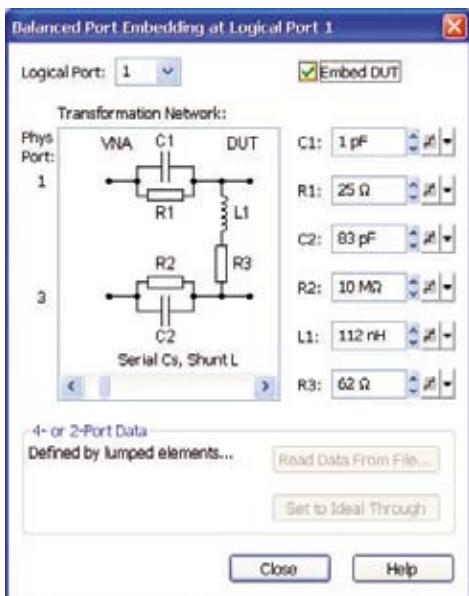 Balanced Port Embedding at Logical Port 1
Logical Port: 1
Embed DUT
Transformation Network:
Phys Port:
VNA C1 DUT
1
R1
L1
R2
R3
3
C2
Serial Cs, Shunt L
C1: 1 pF
R1: 25 Ω
C2: 83 pF
R2: 10 MΩ
L1: 112 nH
R3: 62 Ω
4- or 2-Port Data
Defined by lumped elements...
Read Data From File...
Set to Ideal Through
Close
Help